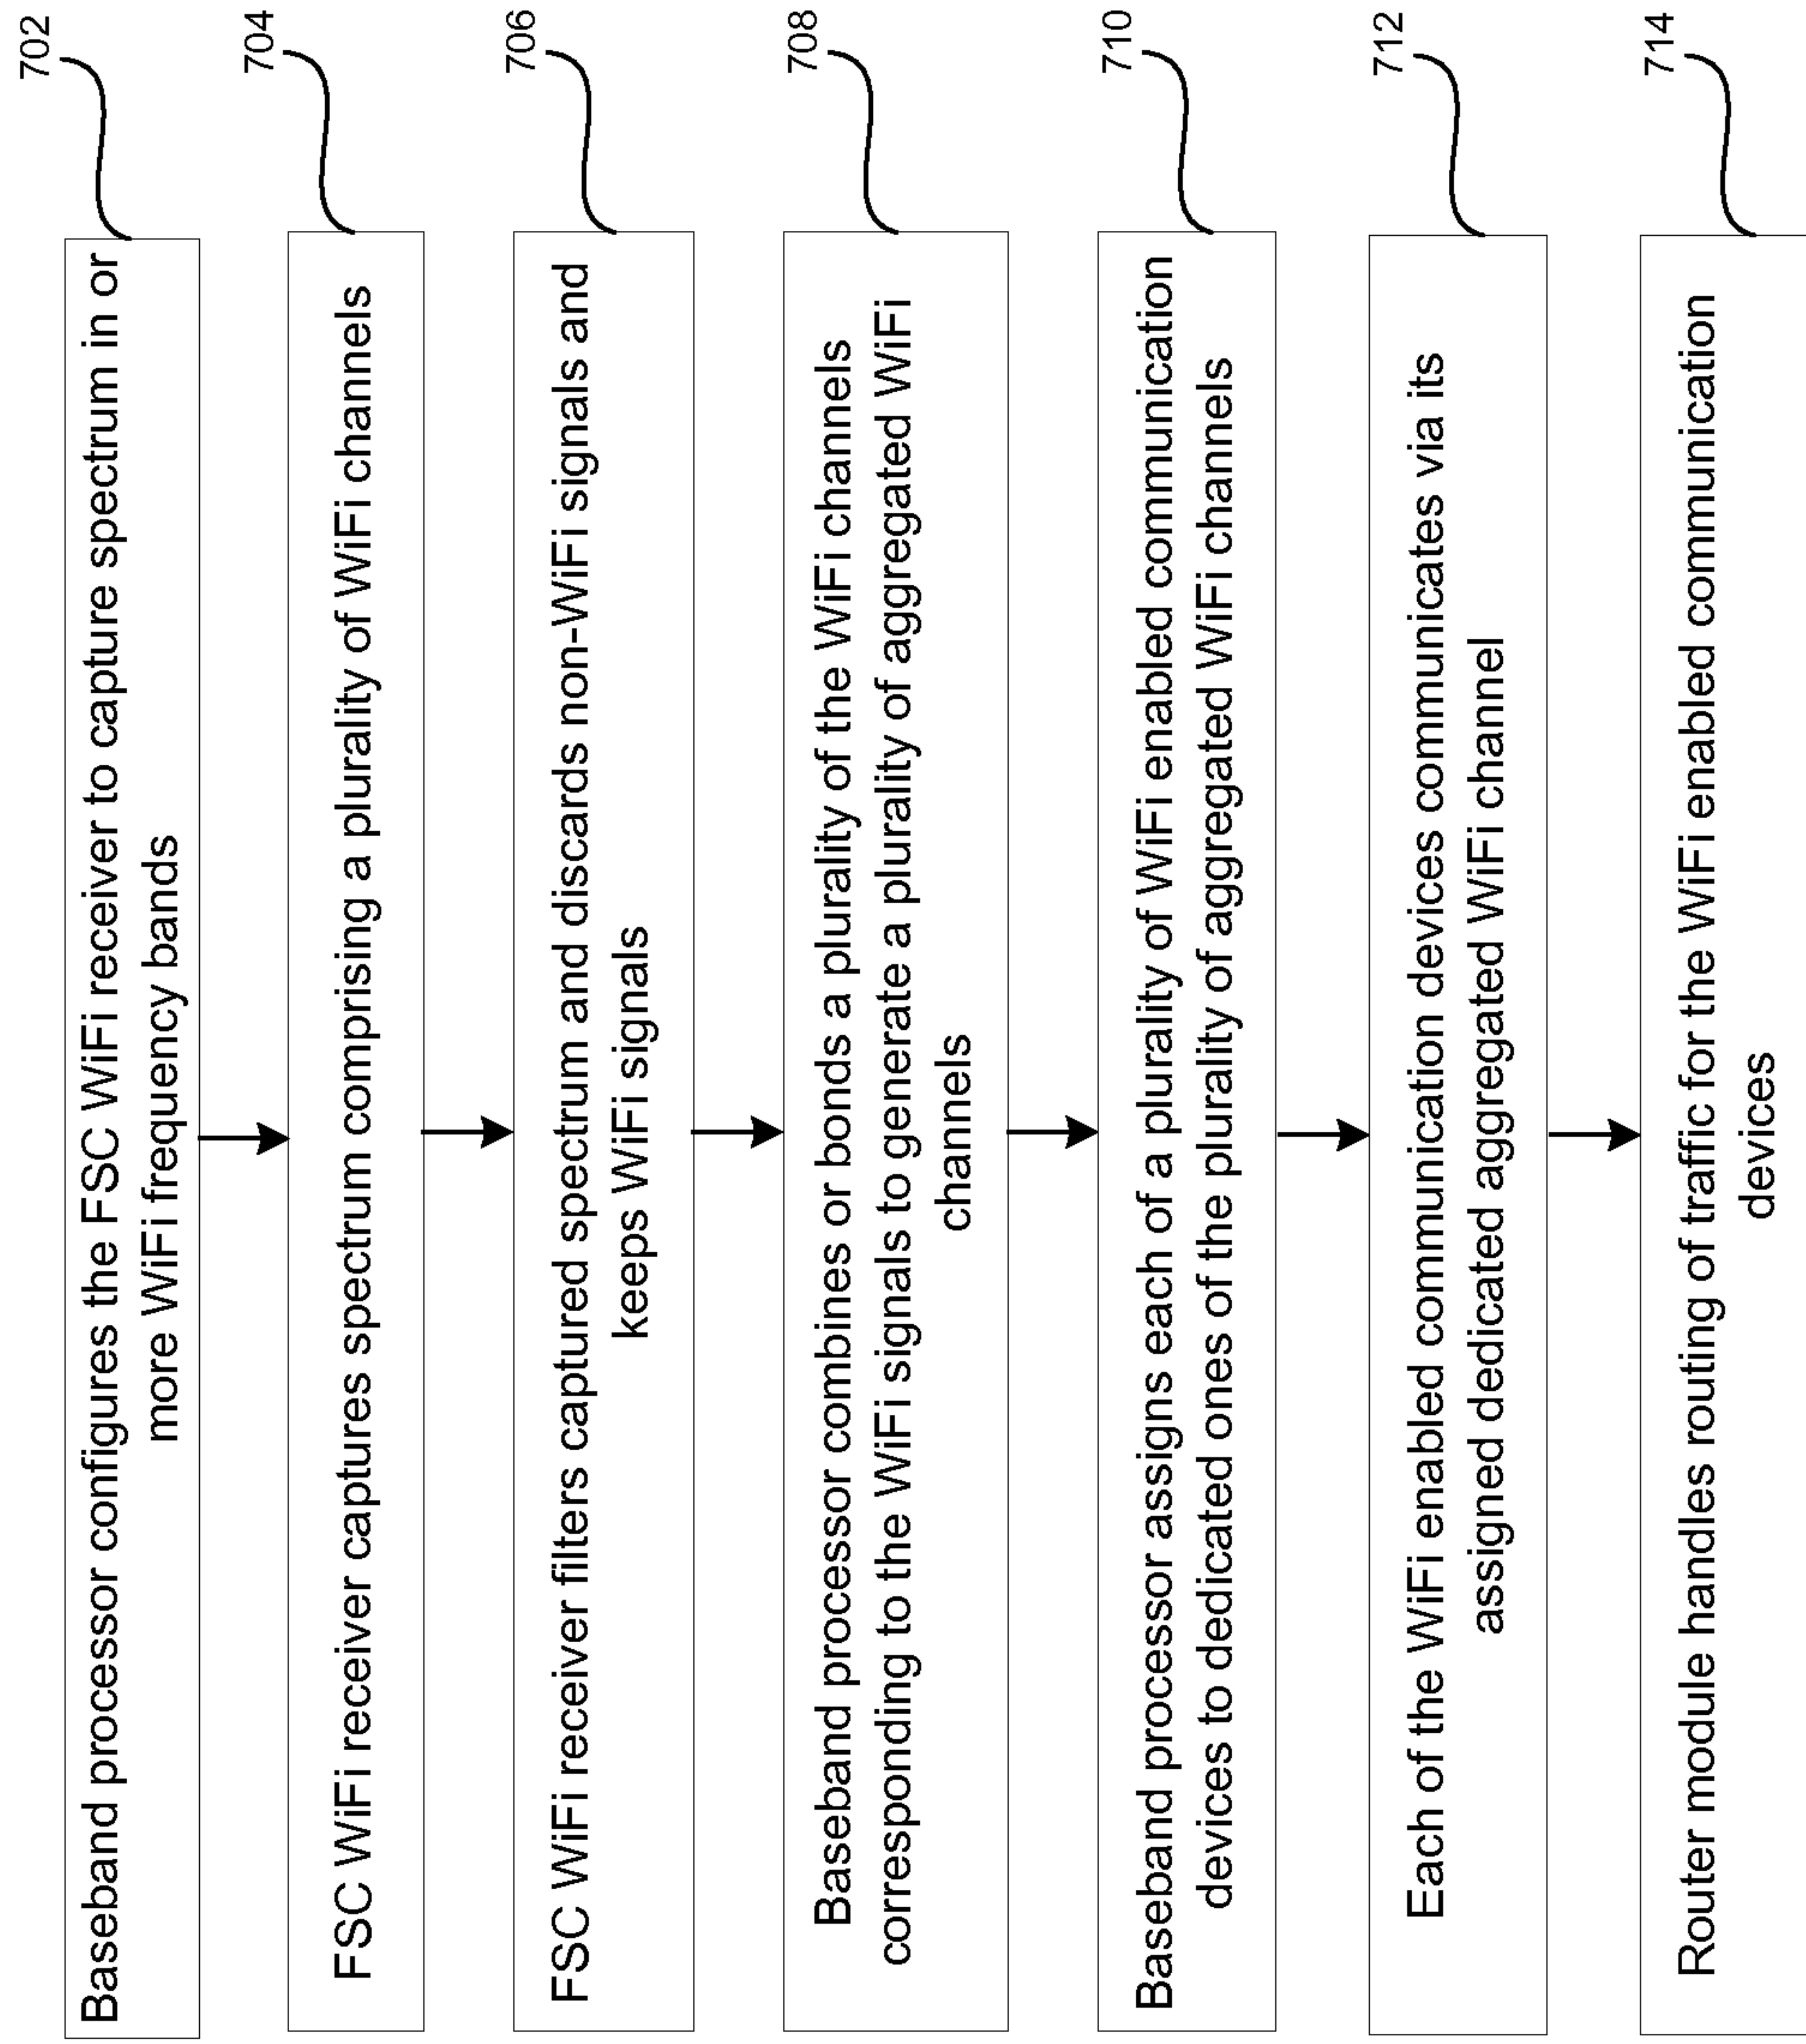 702
Baseband processor configures the FSC WiFi receiver to capture spectrum in or
more WiFi frequency bands
704
FSC WiFi receiver captures spectrum comprising a plurality of WiFi channels
706
FSC WiFi receiver filters captured spectrum and discards non-WiFi signals and
keeps WiFi signals
708
Baseband processor combines or bonds a plurality of the WiFi channels
corresponding to the WiFi signals to generate a plurality of aggregated WiFi
channels
710
Baseband processor assigns each of a plurality of WiFi enabled communication
devices to dedicated ones of the plurality of aggregated WiFi channels
712
Each of the WiFi enabled communication devices communicates via its
assigned dedicated aggregated WiFi channel
714
Router module handles routing of traffic for the WiFi enabled communication
devices